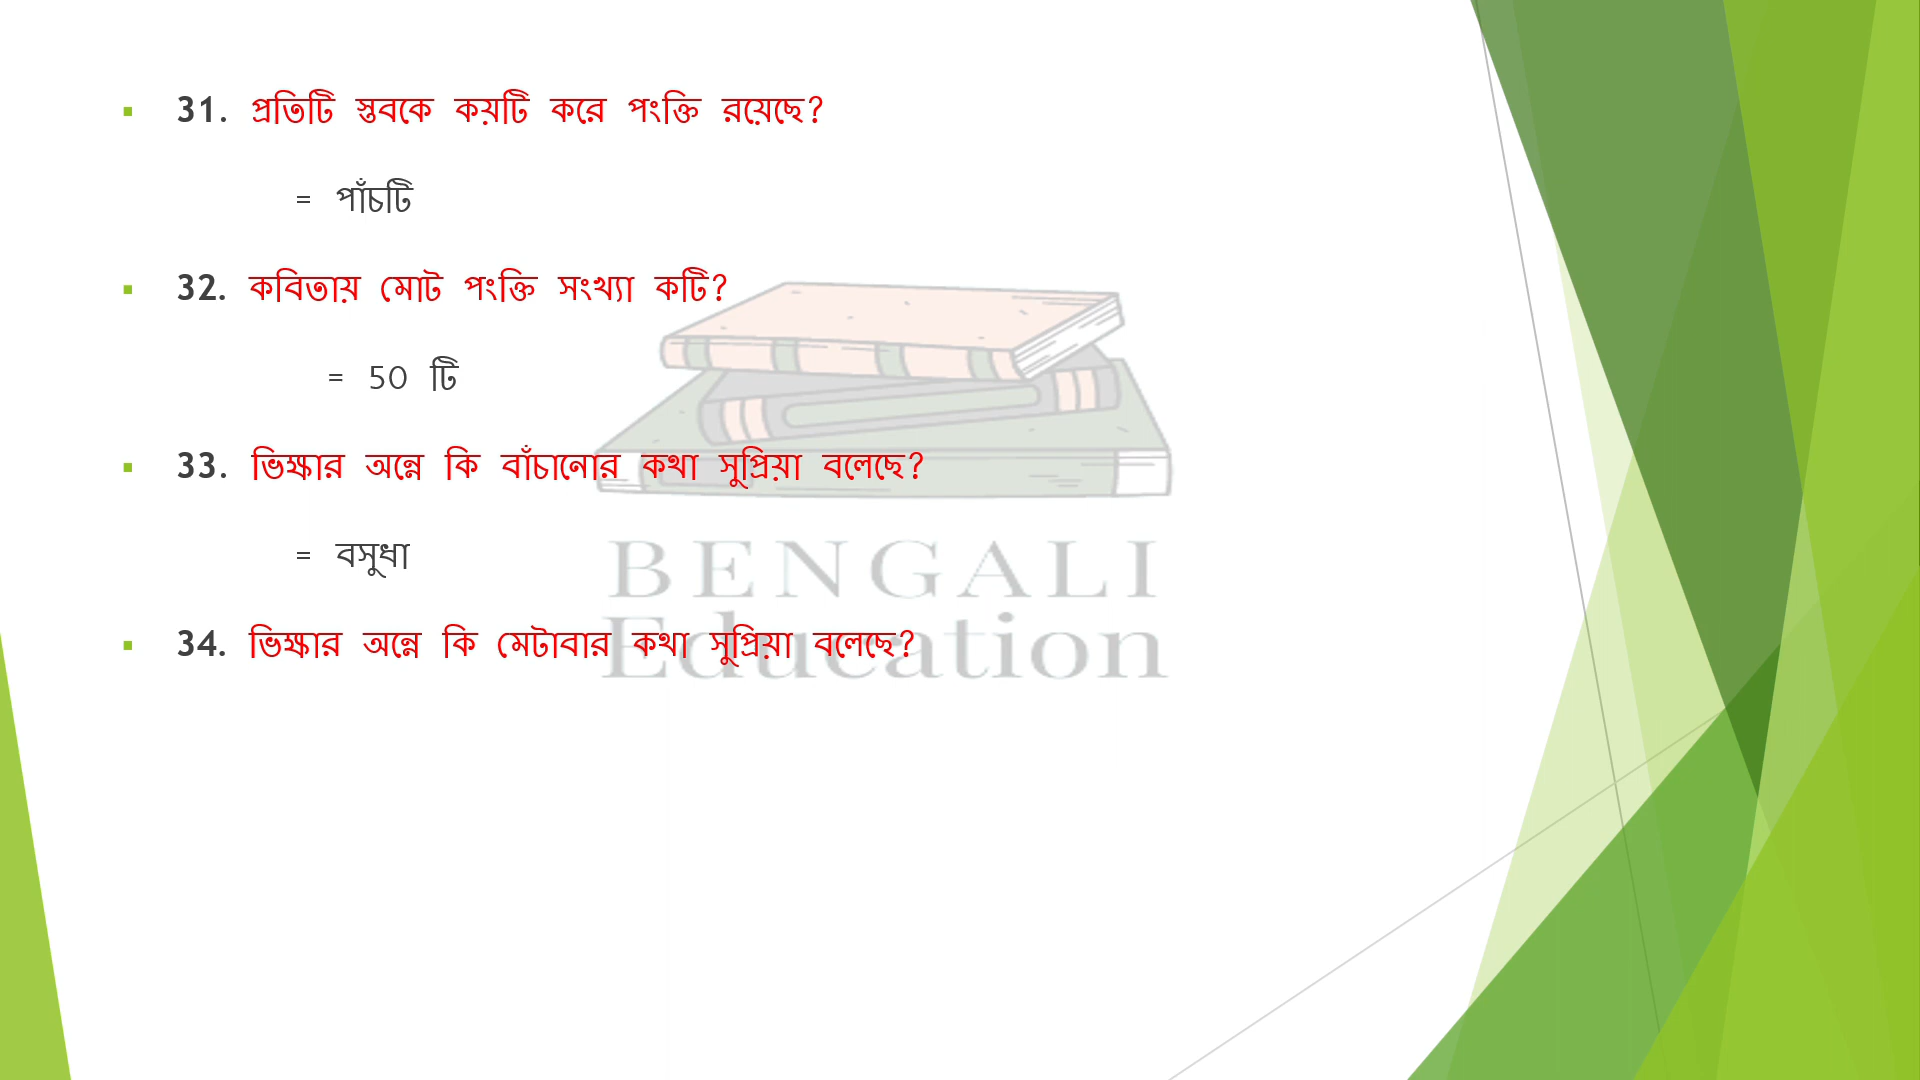 31. প্রতিটি স্তবকে কয়টি করে পংক্তি রয়েছে?
= পাঁচটি
32. কবিতায় মোট পংক্তি সংখ্যা কটি?
= 50 টি
33. ভিক্ষার অন্নে কি বাঁচানোর কথা সুপ্রিয়া বলেছে?
= বসুধা
34. ভিক্ষার অন্নে কি মেটাবার কথা সুপ্রিয়া বলেছে?
BENGALI
Education